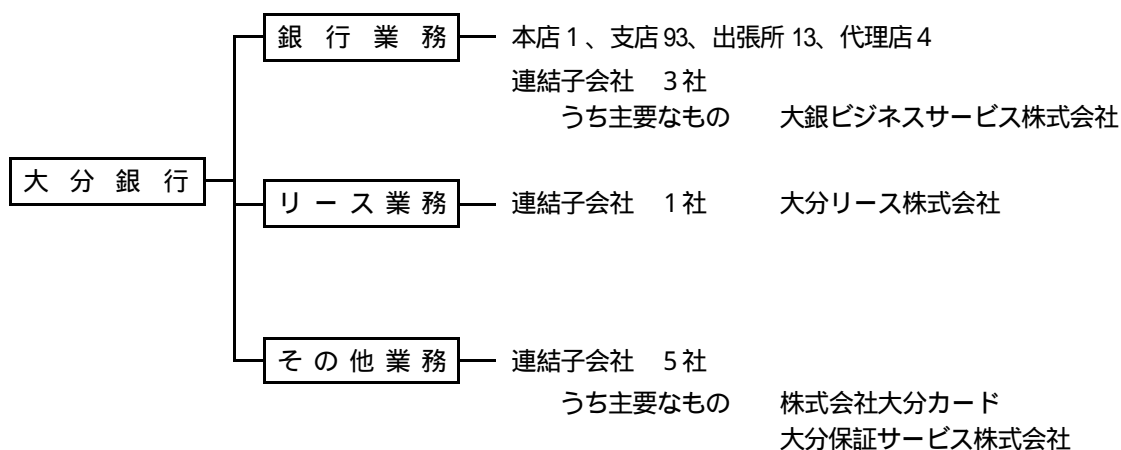 銀行業務 本店1、支店93、出張所13、代理店4
連結子会社 3社
うち主要なもの 大銀ビジネスサービス株式会社
大分銀行
リース業務 連結子会社 1社 大分リース株式会社
その他業務 連結子会社 5社
うち主要なもの 株式会社大分カード
大分保証サービス株式会社